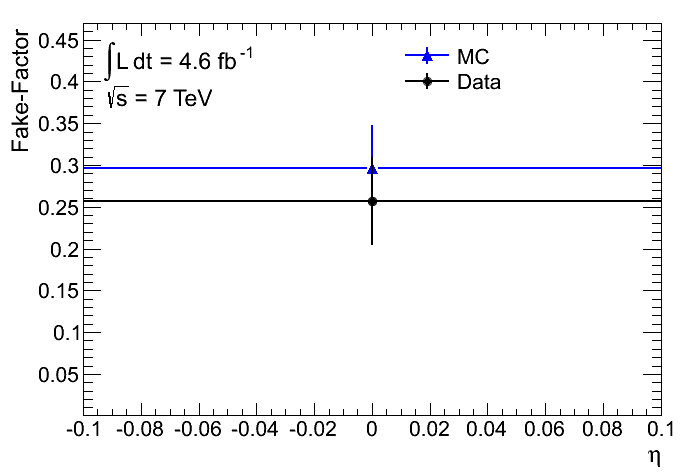 Fake-Factor
∫L dt = 4.6 fb⁻¹
√s = 7 TeV
MC
Data
0.45
0.4
0.35
0.3
0.25
0.2
0.15
0.1
0.05
-0.1 -0.08 -0.06 -0.04 -0.02 0 0.02 0.04 0.06 0.08 0.1
η